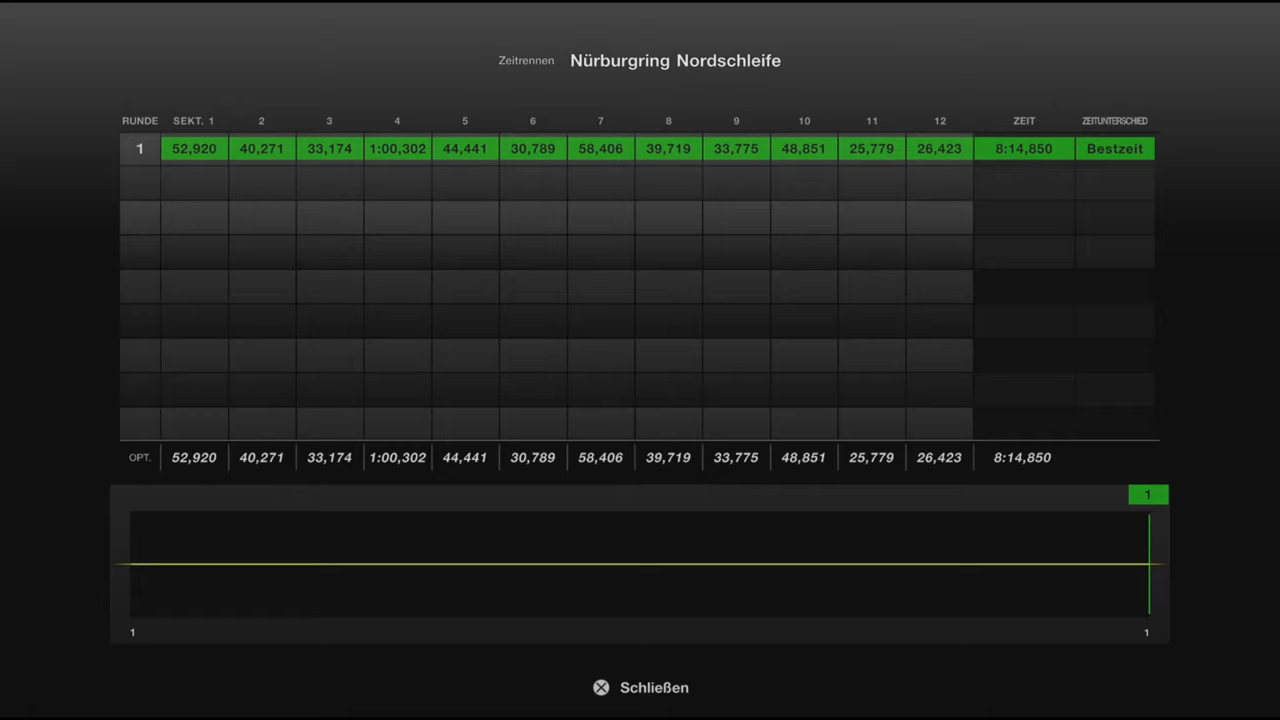 Zeitrennen Nürburgring Nordschleife
RUNDE SEKT. 1 2 3 4 5 6 7 8 9 10 11 12 ZEIT ZEITUNTERSCHIED
1 52,920 40,271 33,174 1:00,302 44,441 30,789 58,406 39,719 33,775 48,851 25,779 26,423 8:14,850 Bestzeit
OPT. 52,920 40,271 33,174 1:00,302 44,441 30,789 58,406 39,719 33,775 48,851 25,779 26,423 8:14,850
1
1 1
Schließen